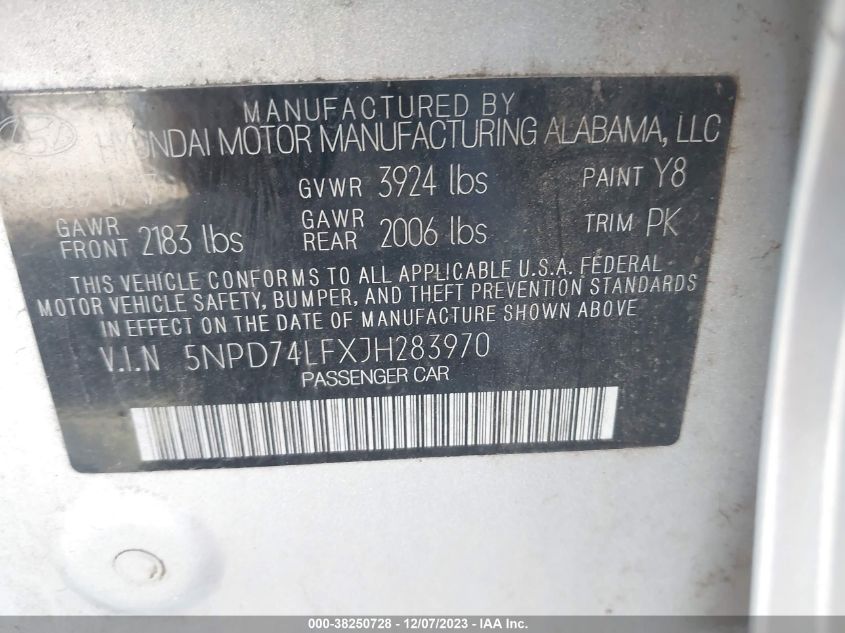 MANUFACTURED BY
HYUNDAI MOTOR MANUFACTURING ALABAMA, LLC
GVWR 3924 lbs PAINT Y8
GAWR FRONT 2183 lbs GAWR REAR 2006 lbs TRIM PK
THIS VEHICLE CONFORMS TO ALL APPLICABLE U.S.A. FEDERAL
MOTOR VEHICLE SAFETY, BUMPER, AND THEFT PREVENTION STANDARDS
IN EFFECT ON THE DATE OF MANUFACTURE SHOWN ABOVE
V.I.N 5NPD74LFXJH283970
PASSENGER CAR
000-38250728 - 12/07/2023 - IAA Inc.